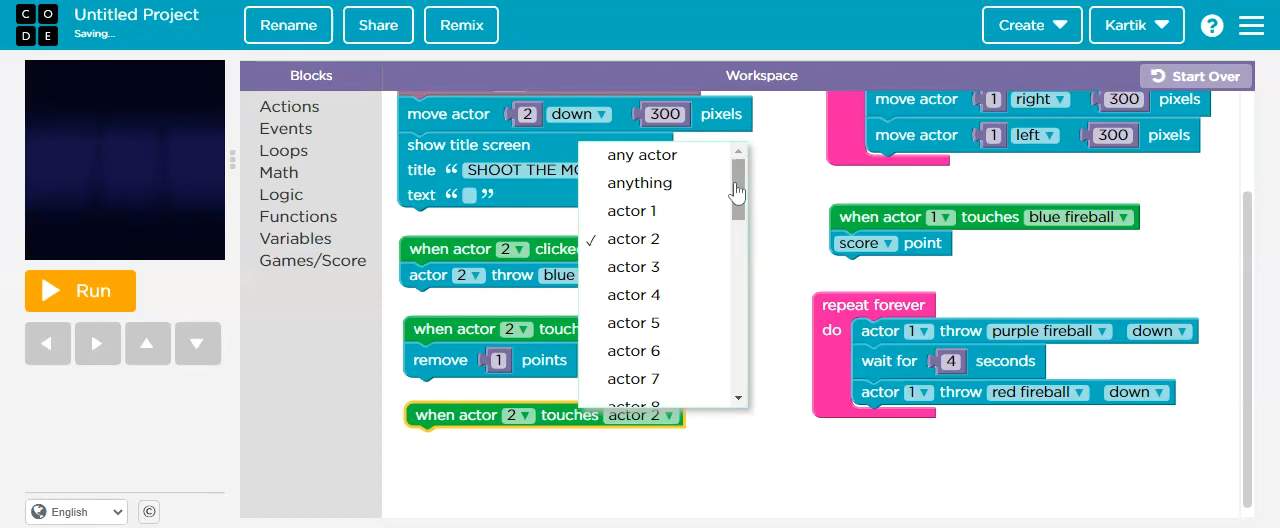 CODE
Untitled Project
Saving...
Rename
Share
Remix
Create
Kartik
?
Blocks
Workspace
Start Over
Actions
Events
Loops
Math
Logic
Functions
Variables
Games/Score
Run
English
©
move actor 2 down 300 pixels
show title screen
title “ SHOOT THE MO
text “ ”
when actor 2 clicke
actor 2 throw blue
when actor 2 touch
remove 1 points
when actor 2 touches actor 2
any actor
anything
actor 1
✓ actor 2
actor 3
actor 4
actor 5
actor 6
actor 7
actor 8
move actor 1 right 300 pixels
move actor 1 left 300 pixels
when actor 1 touches blue fireball
score point
repeat forever
do actor 1 throw purple fireball down
wait for 4 seconds
actor 1 throw red fireball down